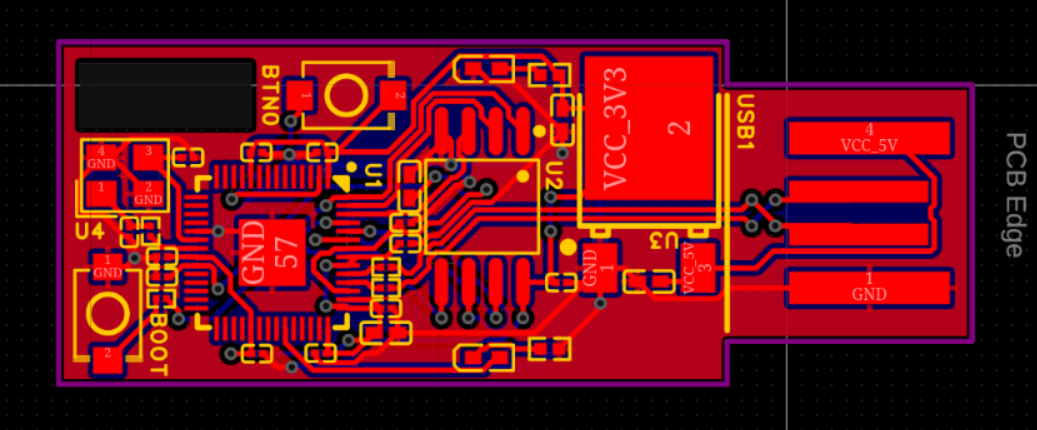 BTN0
1
2
VCC_3V3
2
USB1
4
VCC_5V
PCB Edge
4
GND
3
1
2
GND
U1
U2
U4
GND
57
1
GND
2
BOOT
GND
1
U3
VCC_5V
3
1
GND